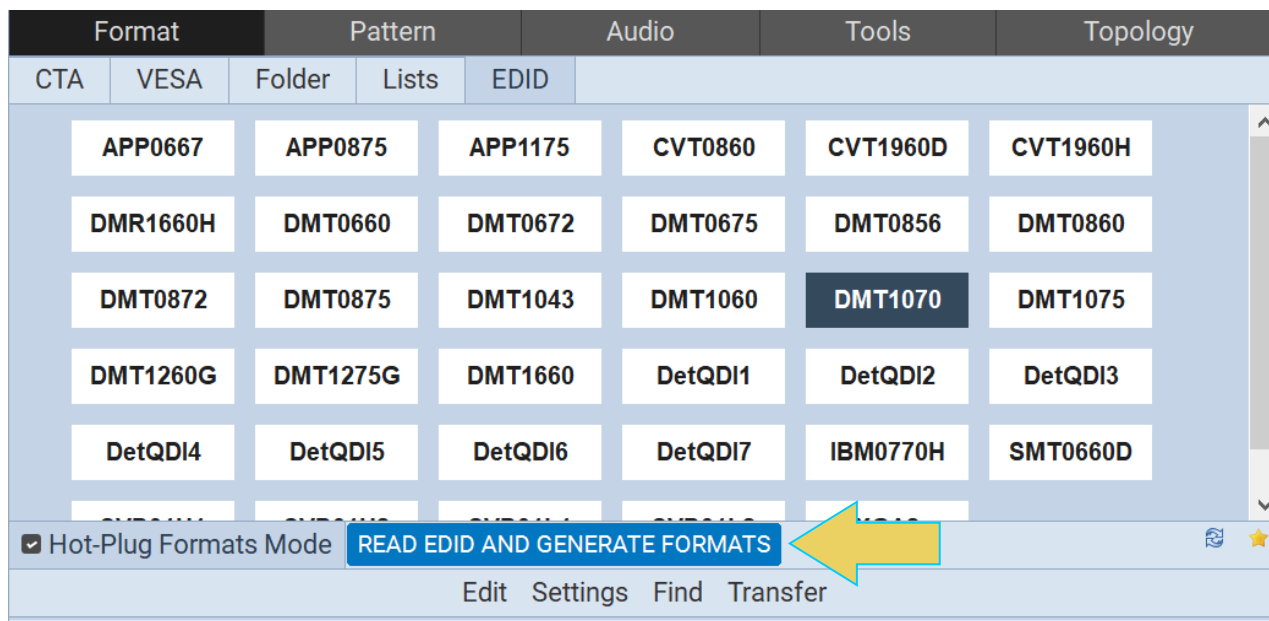 Format Pattern Audio Tools Topology
CTA VESA Folder Lists EDID
APP0667 APP0875 APP1175 CVT0860 CVT1960D CVT1960H
DMR1660H DMT0660 DMT0672 DMT0675 DMT0856 DMT0860
DMT0872 DMT0875 DMT1043 DMT1060 DMT1070 DMT1075
DMT1260G DMT1275G DMT1660 DetQDI1 DetQDI2 DetQDI3
DetQDI4 DetQDI5 DetQDI6 DetQDI7 IBM0770H SMT0660D
Hot-Plug Formats Mode READ EDID AND GENERATE FORMATS
Edit Settings Find Transfer